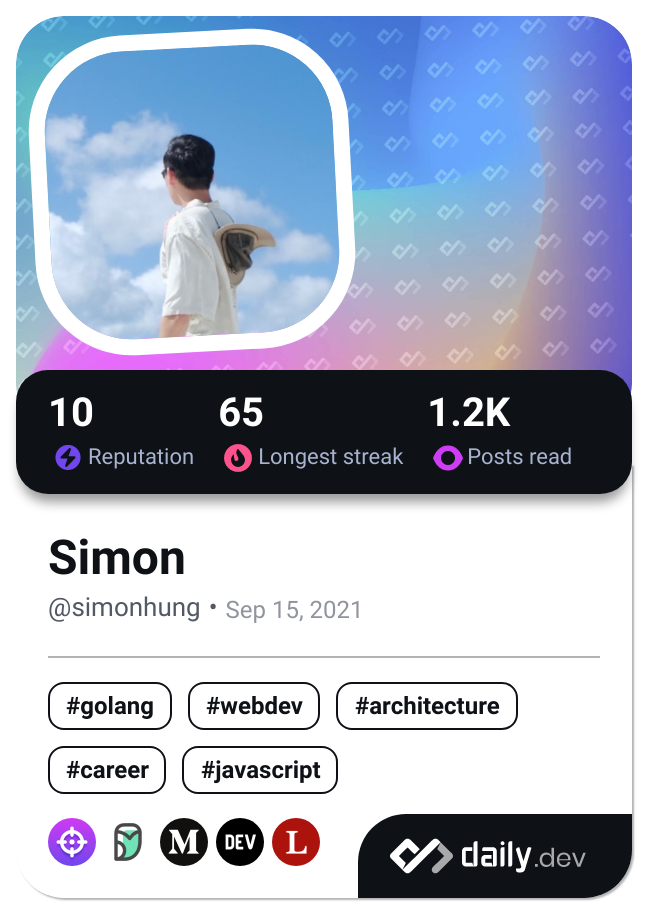 10 65 1.2K
Reputation Longest streak Posts read
Simon
@simonhung • Sep 15, 2021
#golang #webdev #architecture
#career #javascript
M DEV L daily.dev